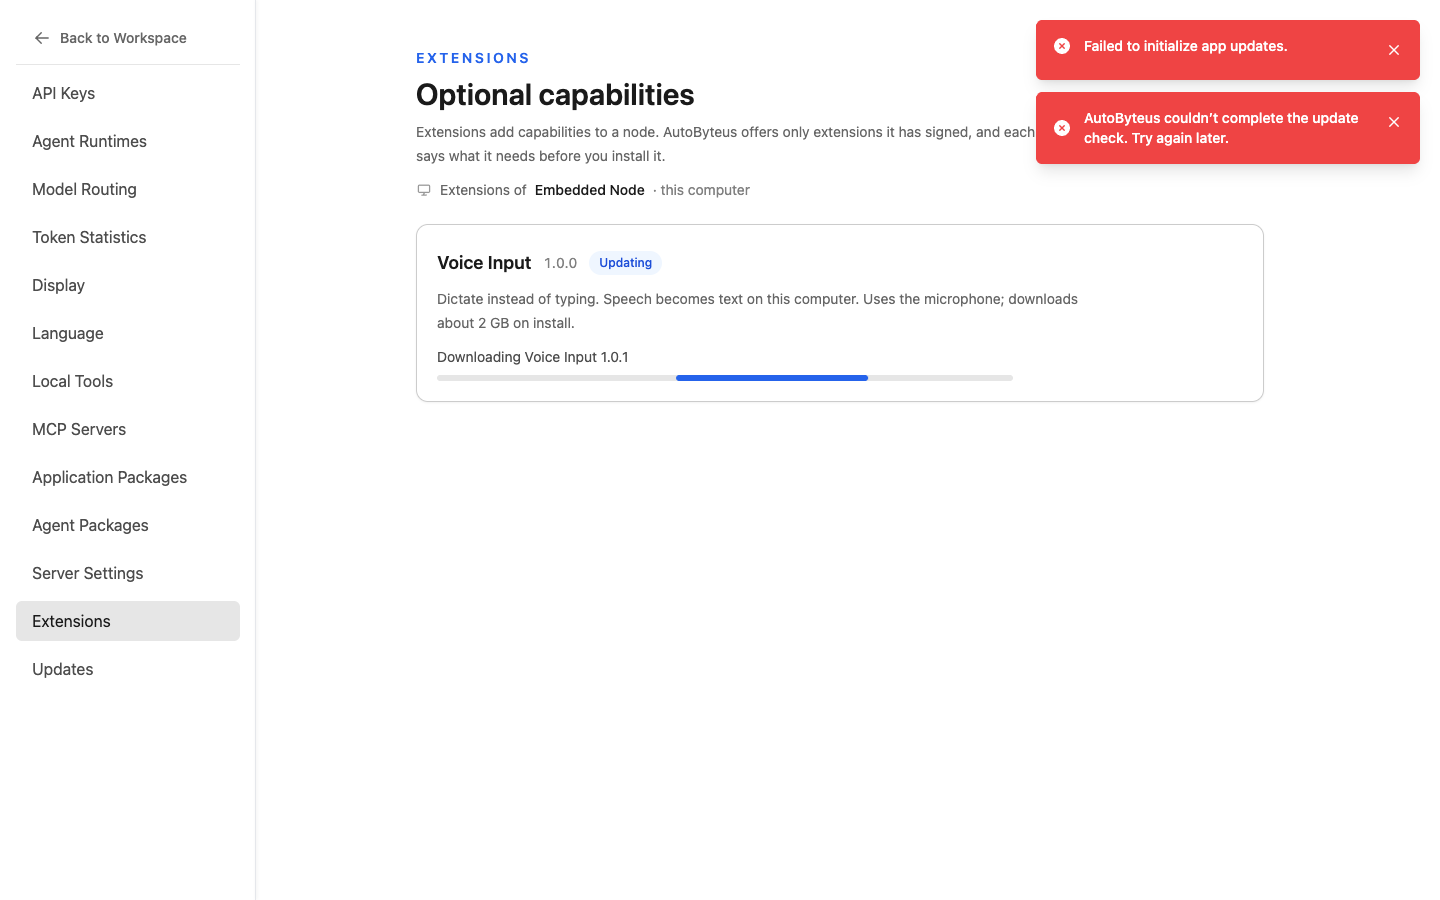 Back to Workspace
API Keys
Agent Runtimes
Model Routing
Token Statistics
Display
Language
Local Tools
MCP Servers
Application Packages
Agent Packages
Server Settings
Extensions
Updates
EXTENSIONS
Optional capabilities
Extensions add capabilities to a node. AutoByteus offers only extensions it has signed, and each
says what it needs before you install it.
Extensions of Embedded Node · this computer
Voice Input 1.0.0 Updating
Dictate instead of typing. Speech becomes text on this computer. Uses the microphone; downloads
about 2 GB on install.
Downloading Voice Input 1.0.1
Failed to initialize app updates.
AutoByteus couldn’t complete the update
check. Try again later.